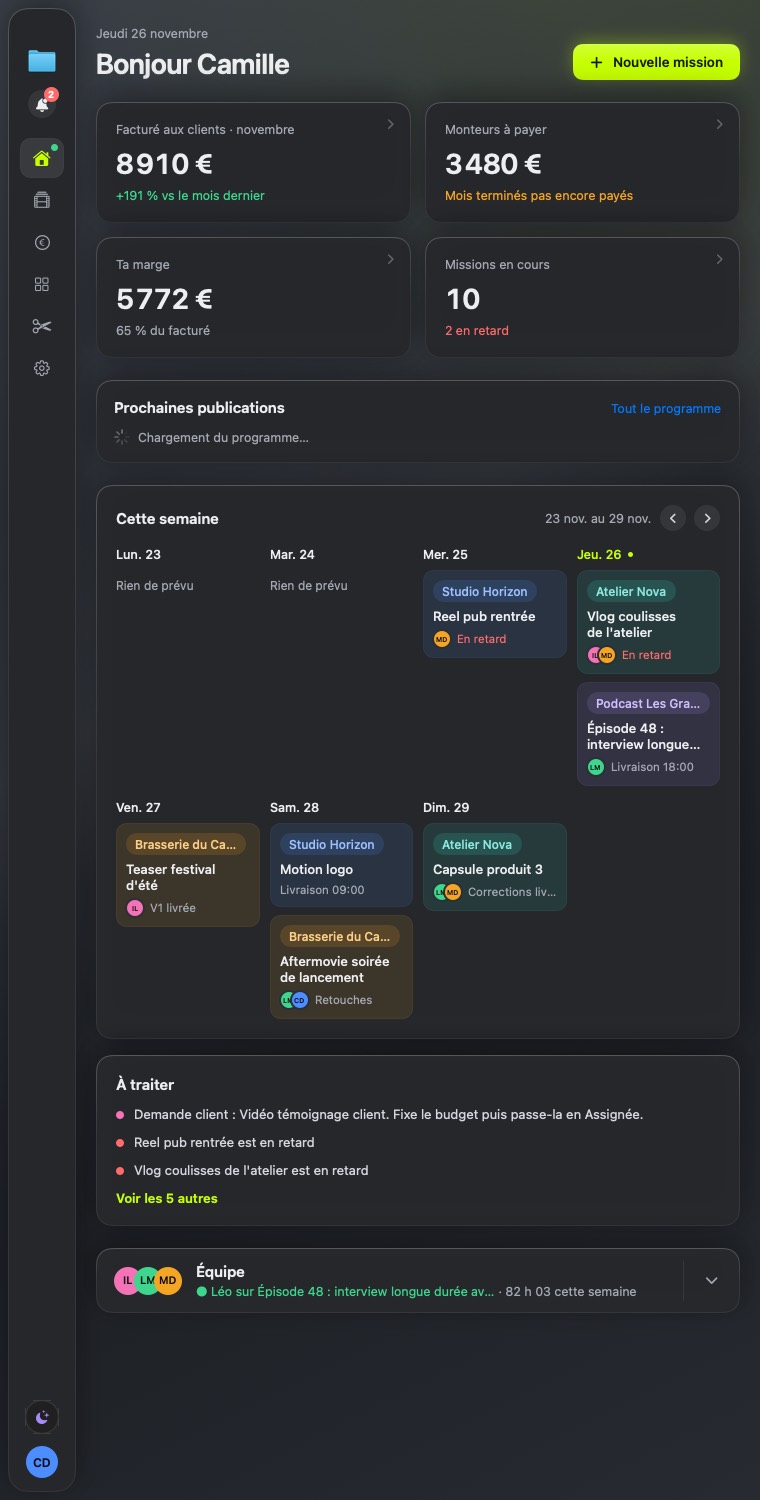 Jeudi 26 novembre
Bonjour Camille
+ Nouvelle mission
2
Facturé aux clients · novembre
8 910 €
+191 % vs le mois dernier
Monteurs à payer
3 480 €
Mois terminés pas encore payés
Ta marge
5 772 €
65 % du facturé
Missions en cours
10
2 en retard
Prochaines publications
Tout le programme
Chargement du programme…
Cette semaine
23 nov. au 29 nov.
Lun. 23
Rien de prévu
Mar. 24
Rien de prévu
Mer. 25
Studio Horizon
Reel pub rentrée
MD En retard
Jeu. 26
Atelier Nova
Vlog coulisses
de l'atelier
IL MD En retard
Podcast Les Gra…
Épisode 48 :
interview longue…
LM Livraison 18:00
Ven. 27
Brasserie du Ca…
Teaser festival
d'été
IL V1 livrée
Sam. 28
Studio Horizon
Motion logo
Livraison 09:00
Brasserie du Ca…
Aftermovie soirée
de lancement
LM CD Retouches
Dim. 29
Atelier Nova
Capsule produit 3
LM MD Corrections liv…
À traiter
Demande client : Vidéo témoignage client. Fixe le budget puis passe-la en Assignée.
Reel pub rentrée est en retard
Vlog coulisses de l'atelier est en retard
Voir les 5 autres
IL LM MD
Équipe
Léo sur Épisode 48 : interview longue durée av… · 82 h 03 cette semaine
CD